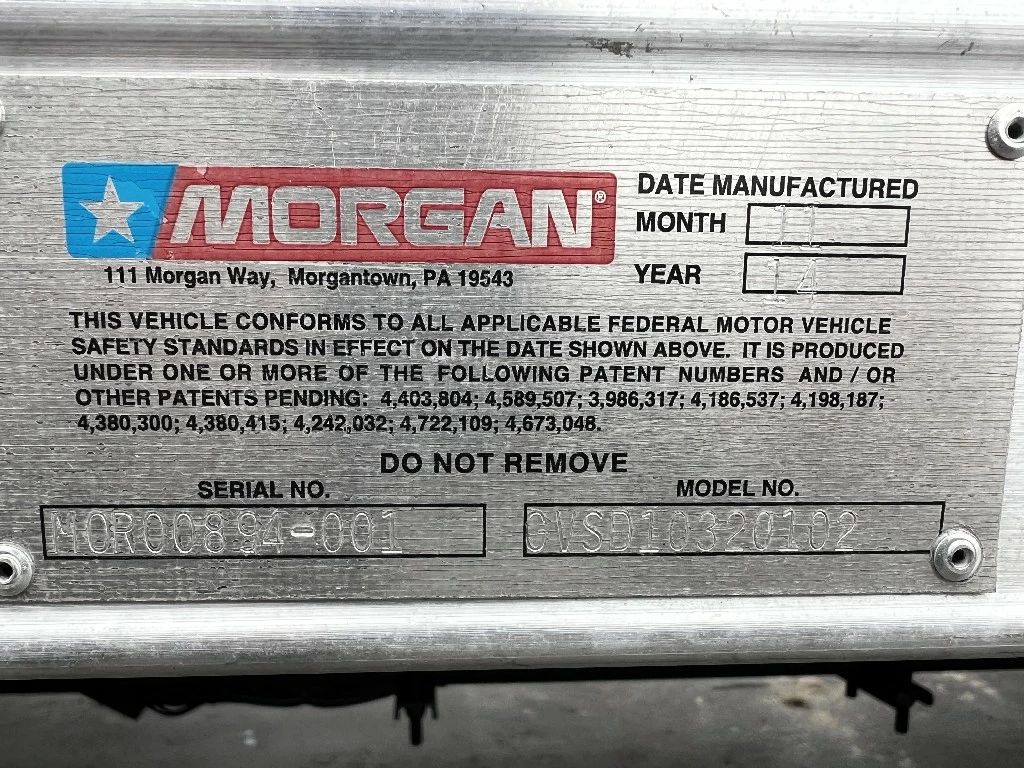 MORGAN®
111 Morgan Way, Morgantown, PA 19543
DATE MANUFACTURED
MONTH 11
YEAR 14
THIS VEHICLE CONFORMS TO ALL APPLICABLE FEDERAL MOTOR VEHICLE
SAFETY STANDARDS IN EFFECT ON THE DATE SHOWN ABOVE. IT IS PRODUCED
UNDER ONE OR MORE OF THE FOLLOWING PATENT NUMBERS AND / OR
OTHER PATENTS PENDING: 4,403,804; 4,589,507; 3,986,317; 4,186,537; 4,198,187;
4,380,300; 4,380,415; 4,242,032; 4,722,109; 4,673,048.
DO NOT REMOVE
SERIAL NO.
MOR00894-001
MODEL NO.
GVSD10320102